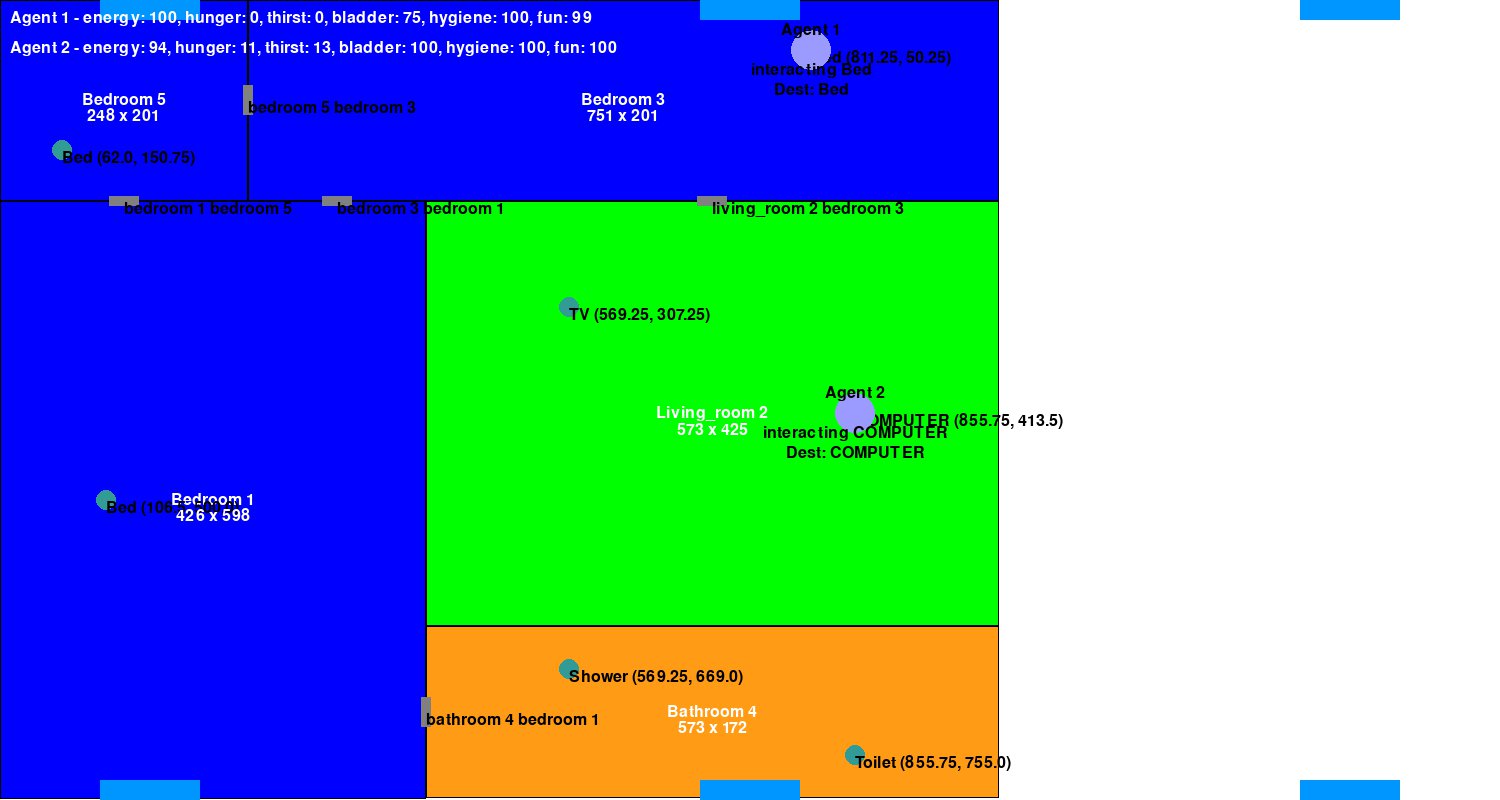 Agent 1 - energy: 100, hunger: 0, thirst: 0, bladder: 75, hygiene: 100, fun: 99
Agent 2 - energy: 94, hunger: 11, thirst: 13, bladder: 100, hygiene: 100, fun: 100
Agent 1
(811.25, 50.25)
interacting Bed
Dest: Bed
Bedroom 5
248 x 201
bedroom 5 bedroom 3
Bedroom 3
751 x 201
Bed (62.0, 150.75)
bedroom 1 bedroom 5
bedroom 3 bedroom 1
living_room 2 bedroom 3
TV (569.25, 307.25)
Agent 2
Living_room 2
573 x 425
COMPUTER (855.75, 413.5)
interacting COMPUTER
Dest: COMPUTER
Bedroom 1
426 x 598
Bed
Shower (569.25, 669.0)
Bathroom 4
573 x 172
bathroom 4 bedroom 1
Toilet (855.75, 755.0)